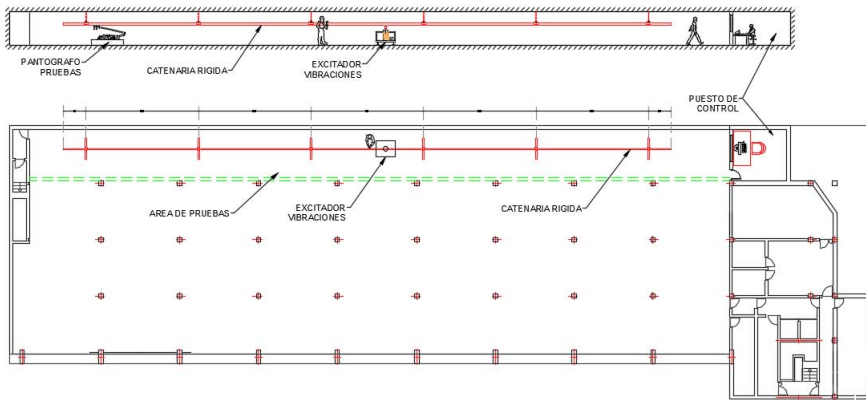 PANTOGRAFO
PRUEBAS
CATENARIA RIGIDA
EXCITADOR
VIBRACIONES
PUESTO DE
CONTROL
AREA DE PRUEBAS
EXCITADOR
VIBRACIONES
CATENARIA RIGIDA